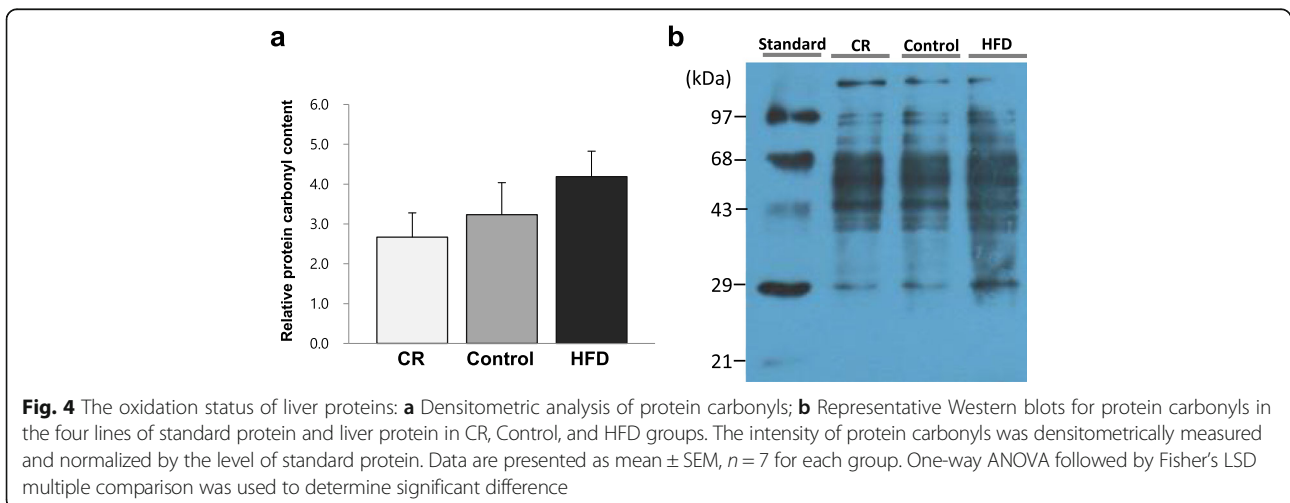 a
Relative protein carbonyl content
6.0
5.0
4.0
3.0
2.0
1.0
0.0
CR Control HFD
b
Standard CR Control HFD
(kDa)
97
68
43
29
21
Fig. 4 The oxidation status of liver proteins: a Densitometric analysis of protein carbonyls; b Representative Western blots for protein carbonyls in
the four lines of standard protein and liver protein in CR, Control, and HFD groups. The intensity of protein carbonyls was densitometrically measured
and normalized by the level of standard protein. Data are presented as mean ± SEM, n = 7 for each group. One-way ANOVA followed by Fisher's LSD
multiple comparison was used to determine significant difference